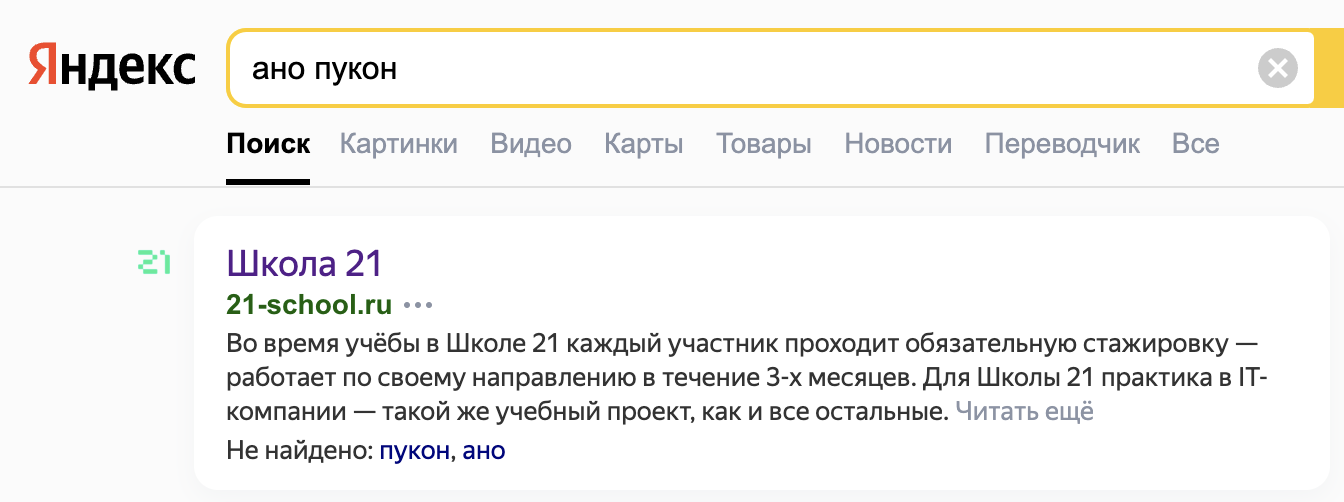 Яндекс
ано пукон
Поиск Картинки Видео Карты Товары Новости Переводчик Все
21
Школа 21
21-school.ru
Во время учёбы в Школе 21 каждый участник проходит обязательную стажировку —
работает по своему направлению в течение 3-х месяцев. Для Школы 21 практика в IT-
компании — такой же учебный проект, как и все остальные. Читать ещё
Не найдено: пукон, ано